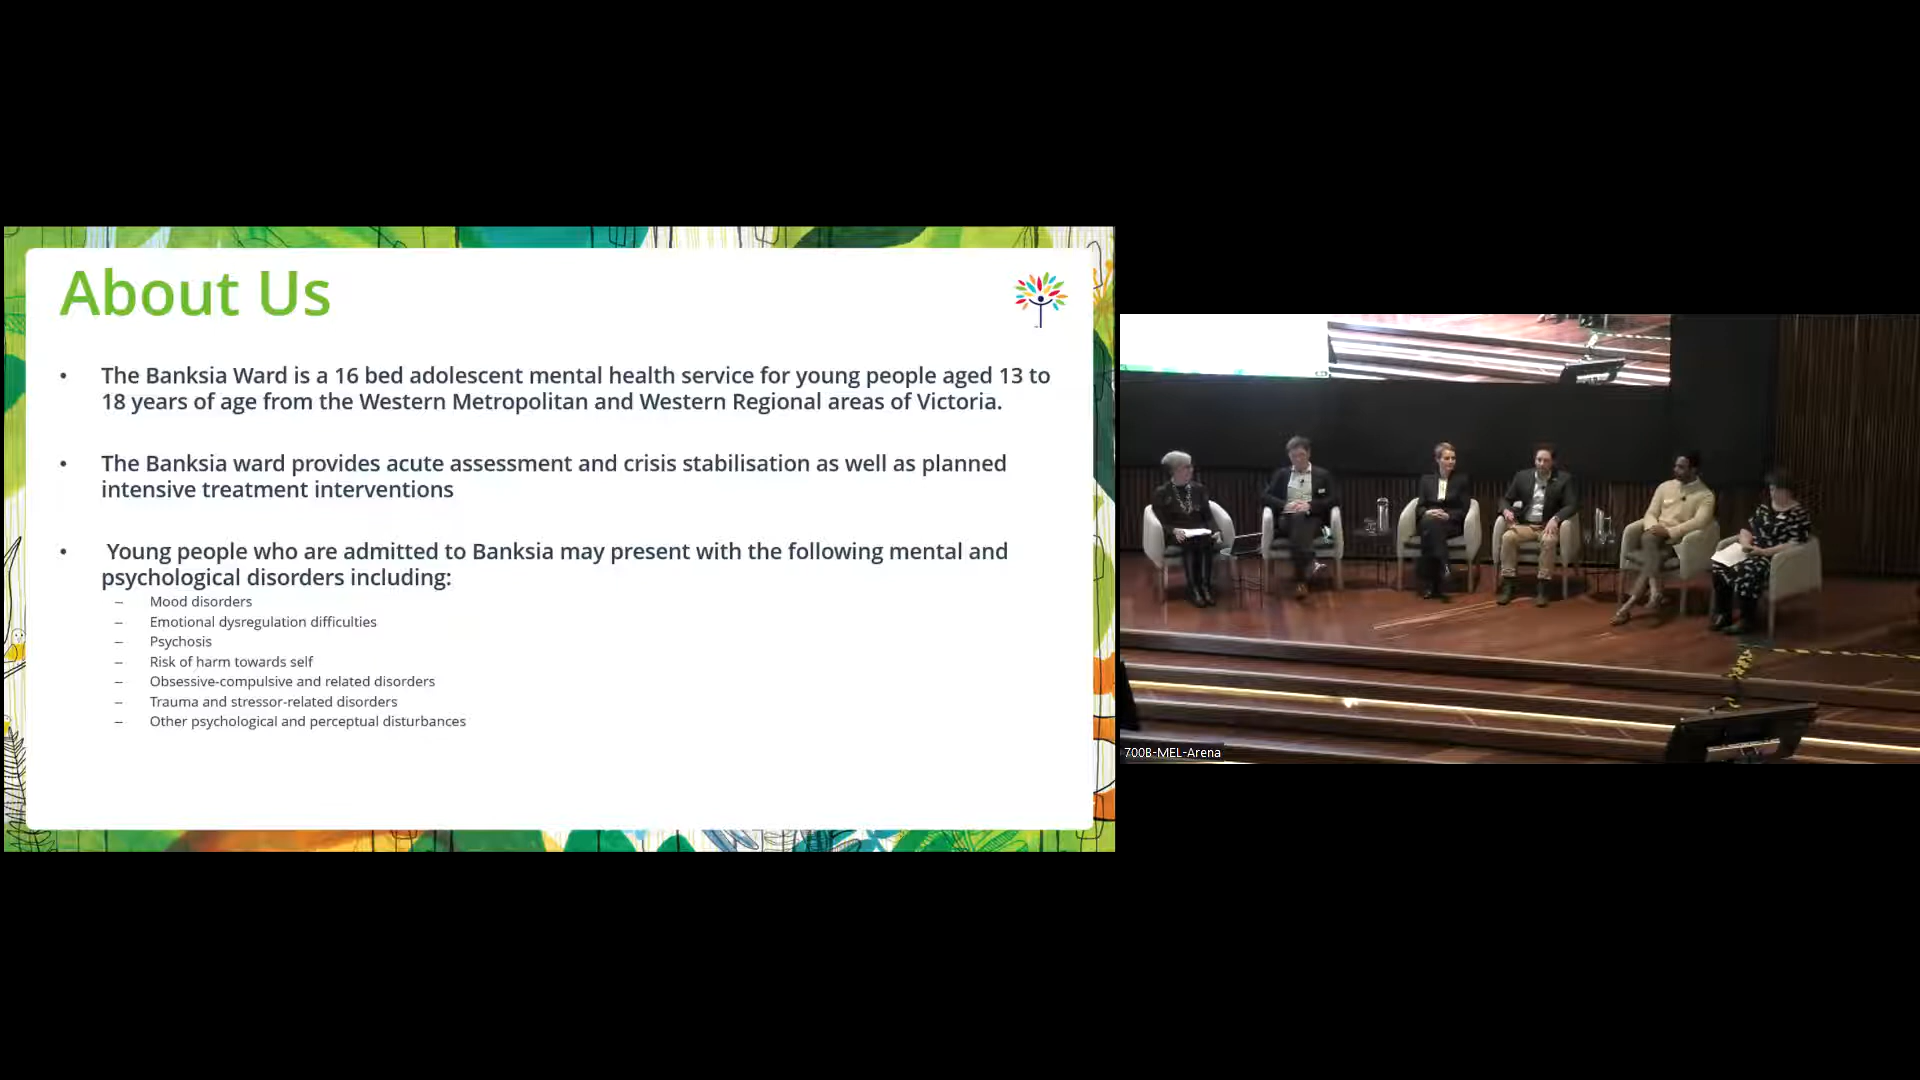 About Us
• The Banksia Ward is a 16 bed adolescent mental health service for young people aged 13 to
18 years of age from the Western Metropolitan and Western Regional areas of Victoria.
• The Banksia ward provides acute assessment and crisis stabilisation as well as planned
intensive treatment interventions
• Young people who are admitted to Banksia may present with the following mental and
psychological disorders including:
– Mood disorders
– Emotional dysregulation difficulties
– Psychosis
– Risk of harm towards self
– Obsessive-compulsive and related disorders
– Trauma and stressor-related disorders
– Other psychological and perceptual disturbances
700B-MEL-Arena